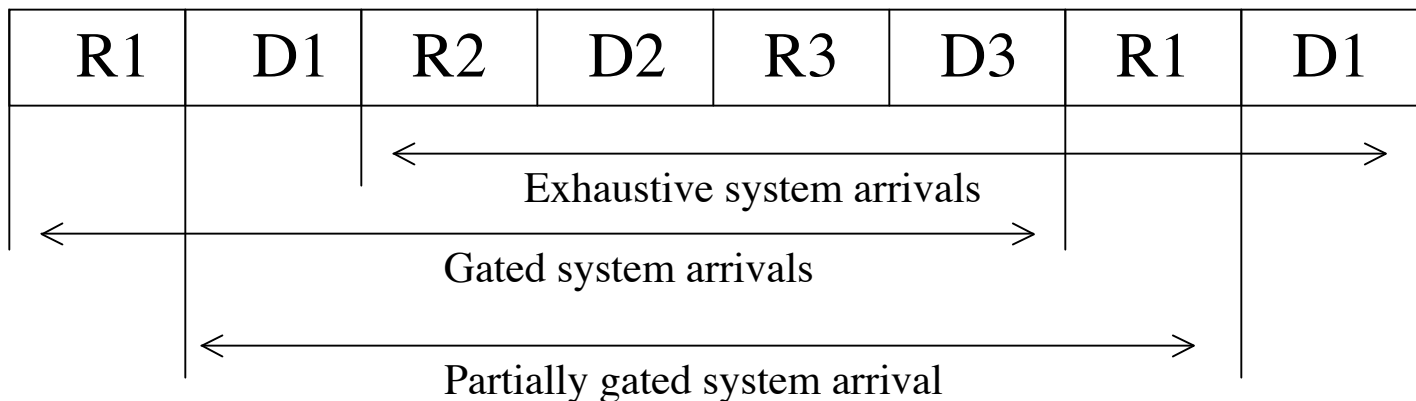 R1 D1 R2 D2 R3 D3 R1 D1
Exhaustive system arrivals
Gated system arrivals
Partially gated system arrival